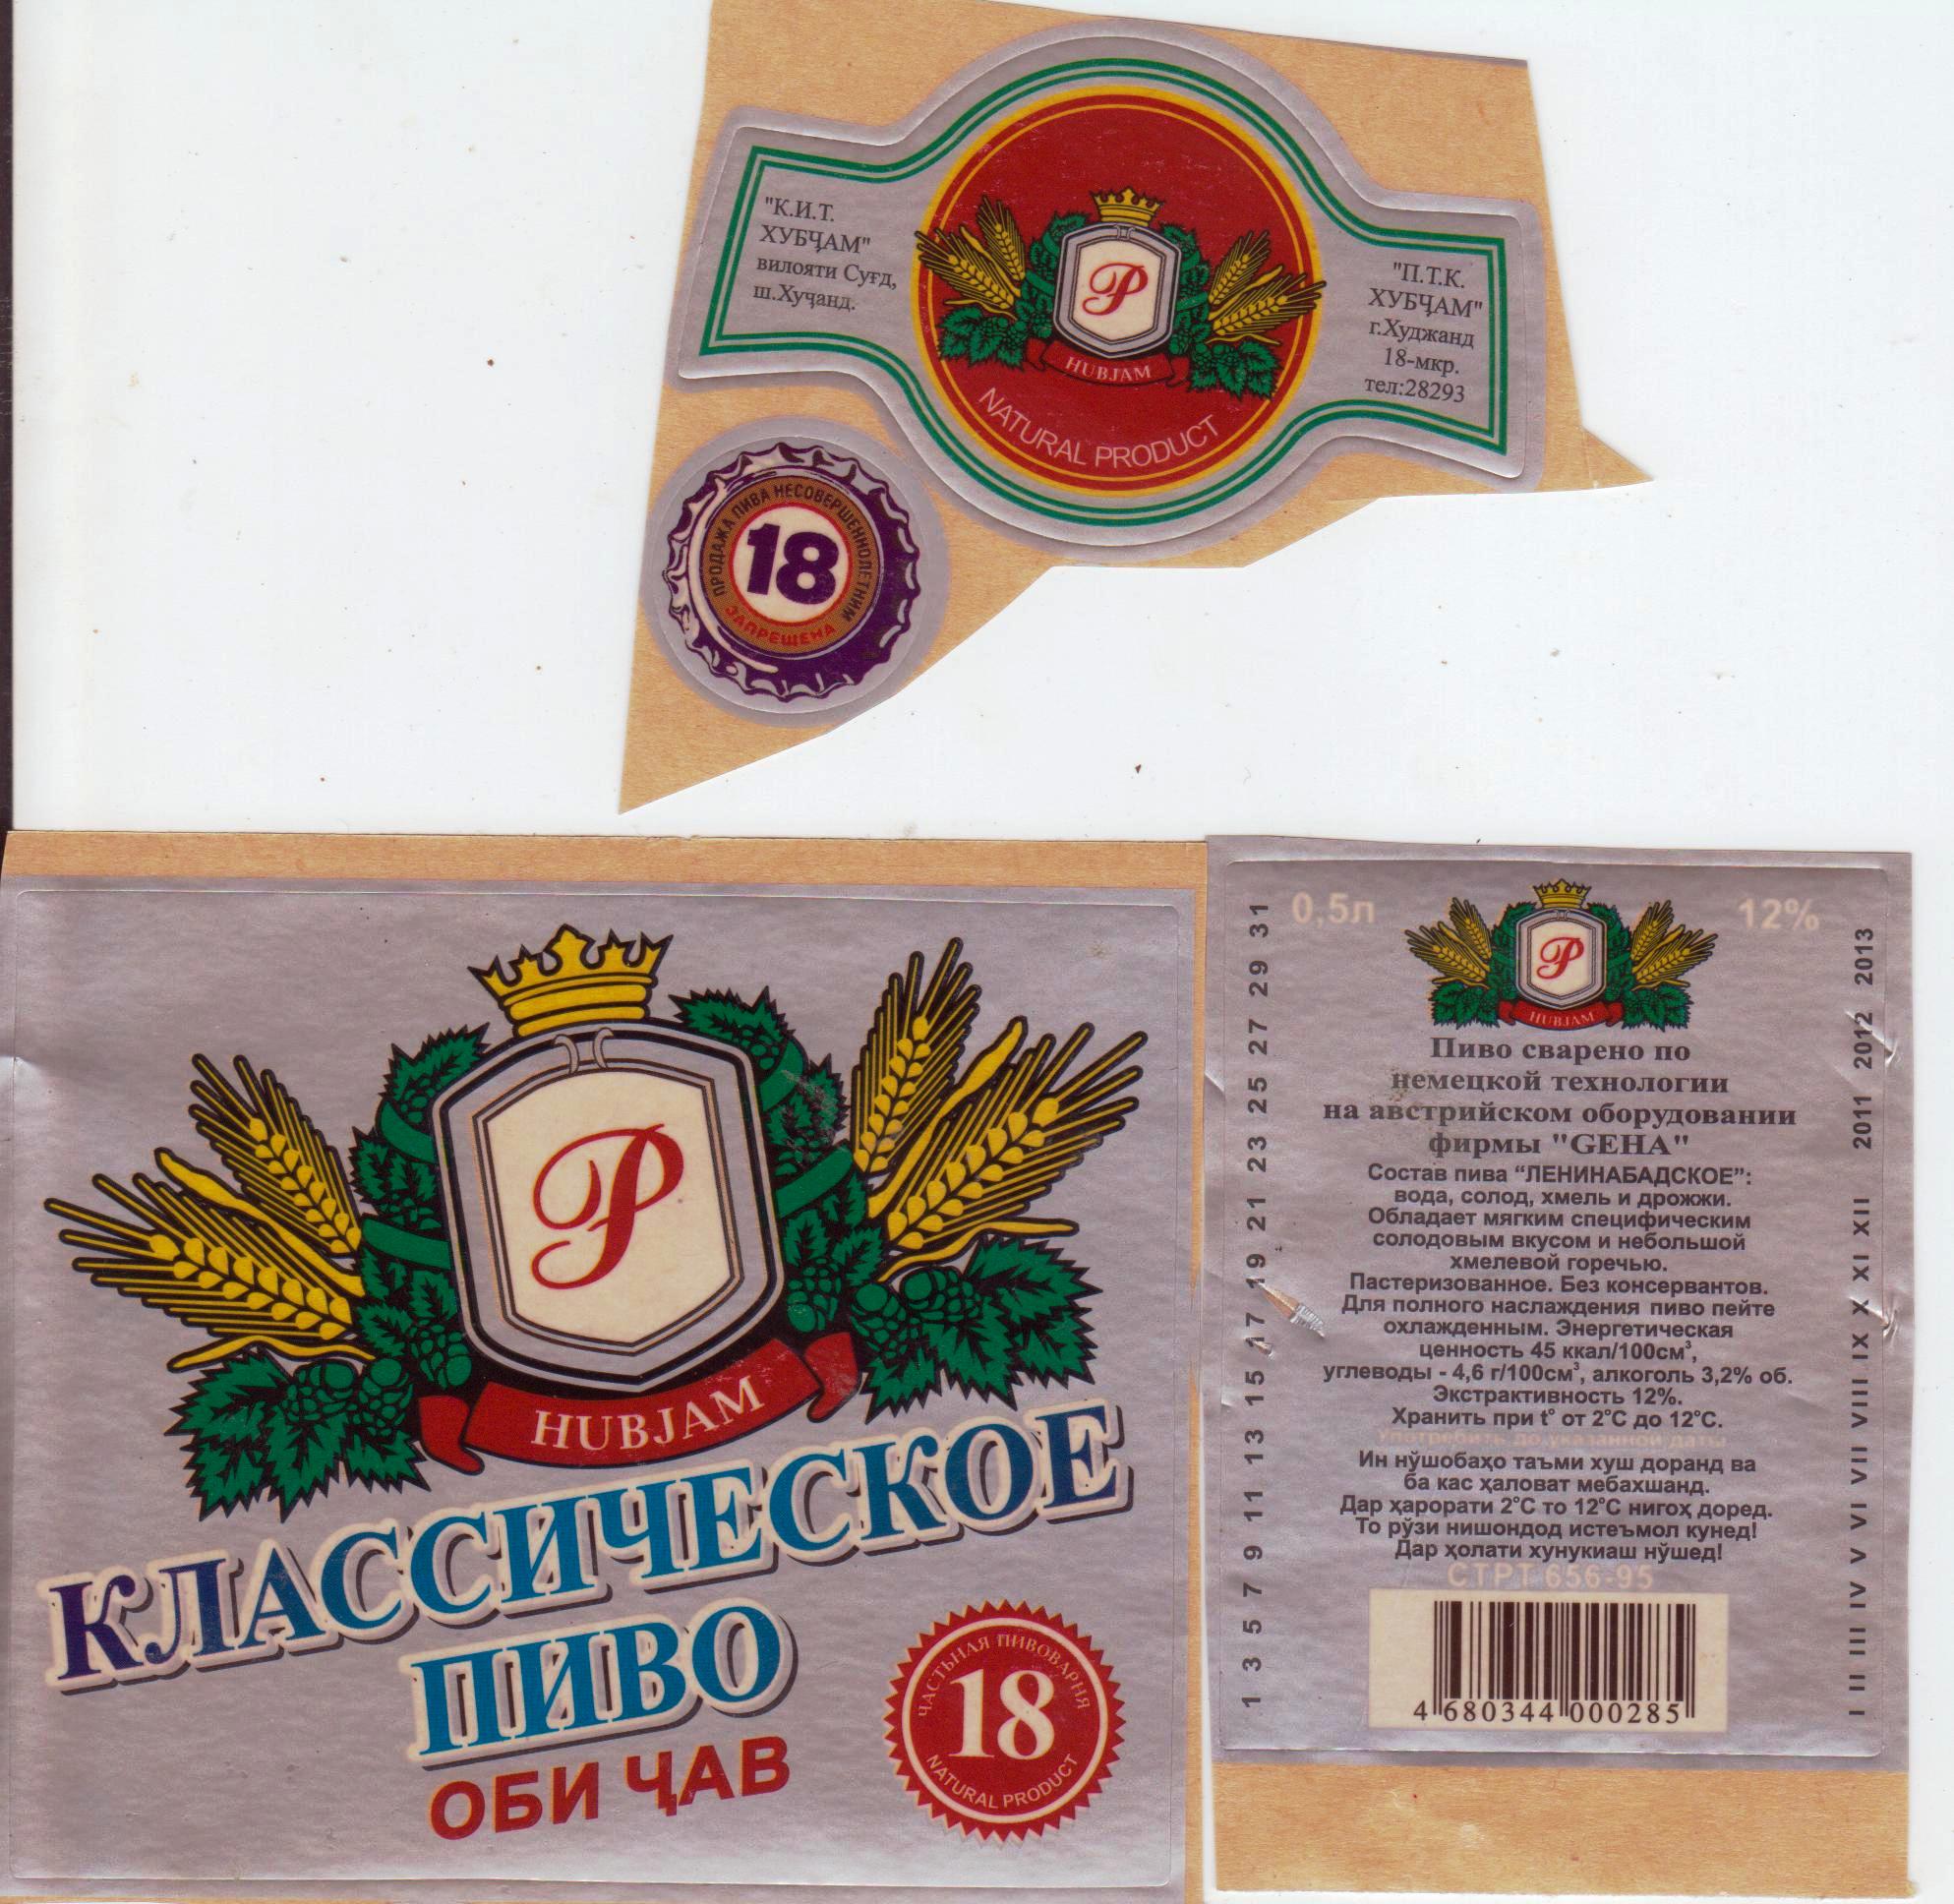 "К.И.Т.
ХУБҶАМ"
вилояти Суғд,
ш.Хуҷанд.
HUBJAM
NATURAL PRODUCT
"П.Т.К.
ХУБҶАМ"
г.Худжанд
18-мкр.
тел:28293
ПРОДАЖА ПИВА НЕСОВЕРШЕННОЛЕТНИМ
ЗАПРЕЩЕНА
18
P
HUBJAM
КЛАССИЧЕСКОЕ
ПИВО
ОБИ ҶАВ
ЧАСТЬНАЯ ПИВОВАРНЯ
18
NATURAL PRODUCT
0,5л
12%
P
HUBJAM
Пиво сварено по
немецкой технологии
на австрийском оборудовании
фирмы "GEHA"
Состав пива “ЛЕНИНАБАДСКОЕ”:
вода, солод, хмель и дрожжи.
Обладает мягким специфическим
солодовым вкусом и небольшой
хмелевой горечью.
Пастеризованное. Без консервантов.
Для полного наслаждения пиво пейте
охлажденным. Энергетическая
ценность 45 ккал/100см³,
углеводы - 4,6 г/100см³, алкоголь 3,2% об.
Экстрактивность 12%.
Хранить при t° от 2°С до 12°С.
Употребить до указанной даты
Ин нӯшобаҳо таъми хуш доранд ва
ба кас ҳаловат мебахшанд.
Дар ҳарорати 2°С то 12°С нигоҳ доред.
То рӯзи нишондод истеъмол кунед!
Дар ҳолати хунукиаш нӯшед!
СТРТ 656-95
4 680344 000285
1 3 5 7 9 11 13 15 17 19 21 23 25 27 29 31
I II III IV V VI VII VIII IX X XI XII 2011 2012 2013